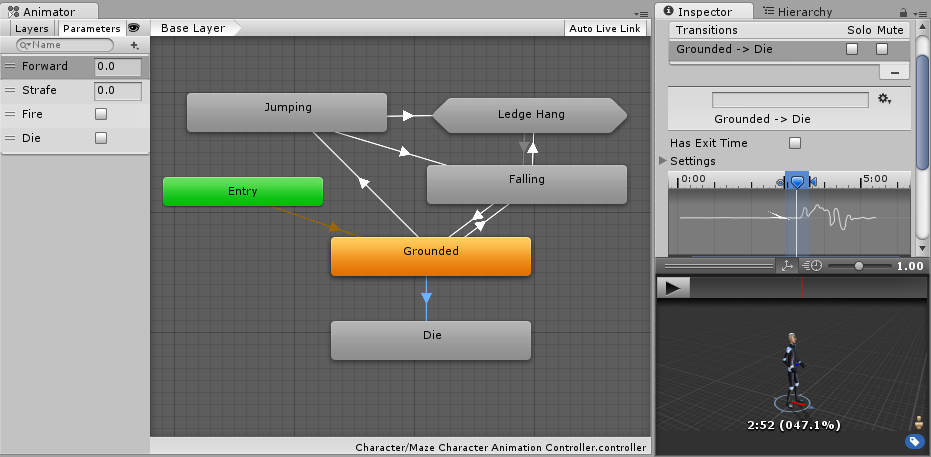 Animator
Layers Parameters
Name
Forward 0.0
Strafe 0.0
Fire
Die
Base Layer
Auto Live Link
Jumping
Ledge Hang
Falling
Entry
Grounded
Die
Character/Maze Character Animation Controller.controller
Inspector Hierarchy
Transitions Solo Mute
Grounded -> Die
Grounded -> Die
Has Exit Time
Settings
0:00 5:00
1.00
2:52 (047.1%)